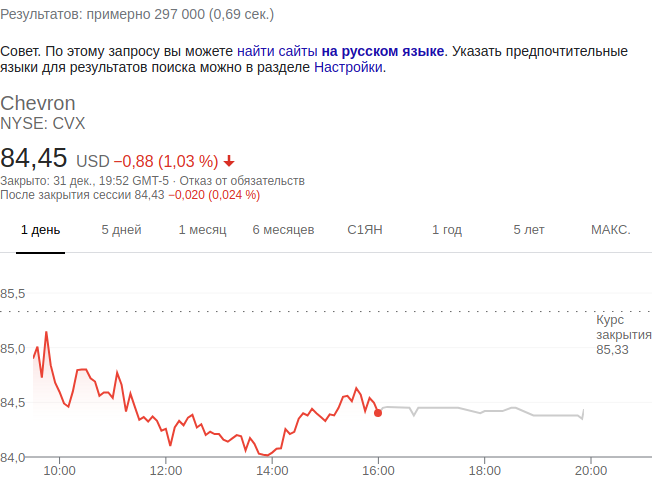 Результатов: примерно 297 000 (0,69 сек.)
Совет. По этому запросу вы можете найти сайты на русском языке. Указать предпочтительные
языки для результатов поиска можно в разделе Настройки.
Chevron
NYSE: CVX
84,45 USD −0,88 (1,03 %)
Закрыто: 31 дек., 19:52 GMT-5 · Отказ от обязательств
После закрытия сессии 84,43 −0,020 (0,024 %)
1 день 5 дней 1 месяц 6 месяцев С1ЯН 1 год 5 лет МАКС.
85,5
Курс
закрытия
85,33
85,0
84,5
84,0
10:00 12:00 14:00 16:00 18:00 20:00